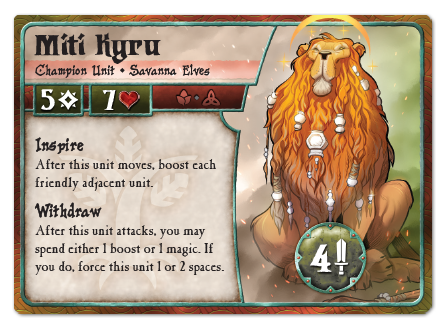 Miti Kyru
Champion Unit • Savanna Elves
5 7
Inspire
After this unit moves, boost each
friendly adjacent unit.
Withdraw
After this unit attacks, you may
spend either 1 boost or 1 magic. If
you do, force this unit 1 or 2 spaces.
4